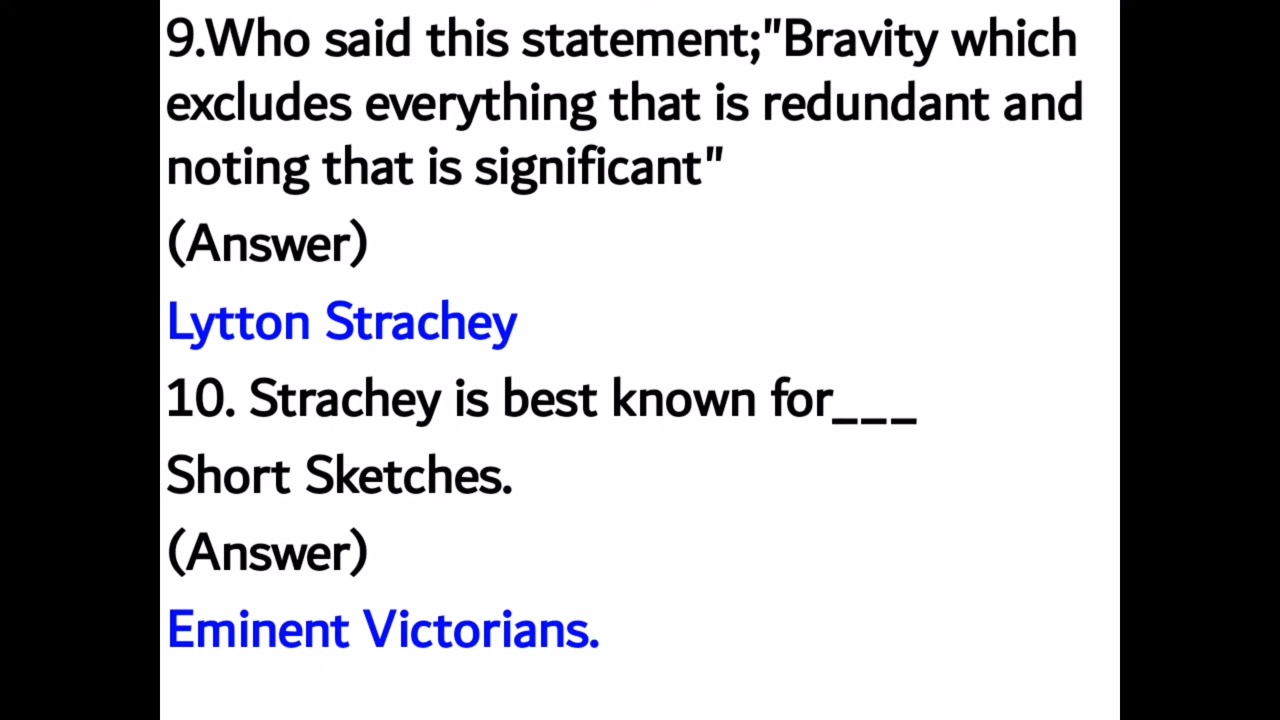 9.Who said this statement;"Bravity which
excludes everything that is redundant and
noting that is significant"
(Answer)
Lytton Strachey
10. Strachey is best known for___
Short Sketches.
(Answer)
Eminent Victorians.